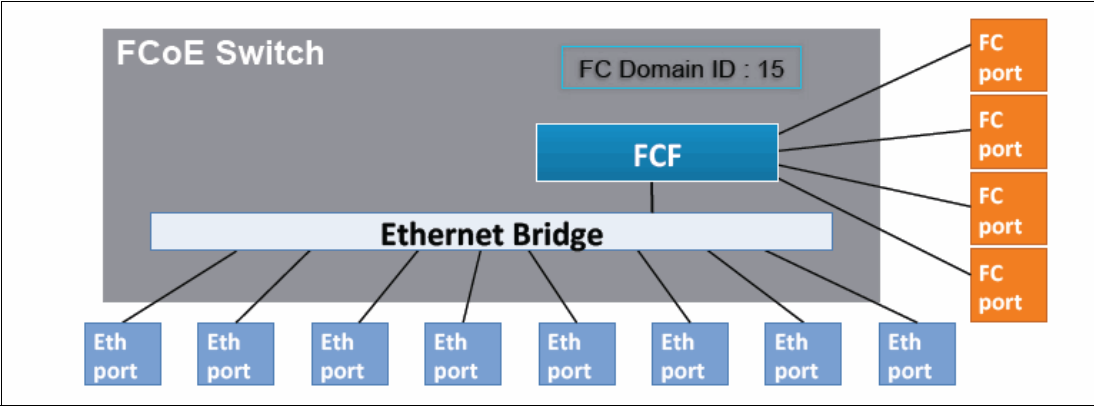 FCoE Switch
FC Domain ID : 15
FC
port
FC
port
FC
port
FC
port
FCF
Ethernet Bridge
Eth
port
Eth
port
Eth
port
Eth
port
Eth
port
Eth
port
Eth
port
Eth
port